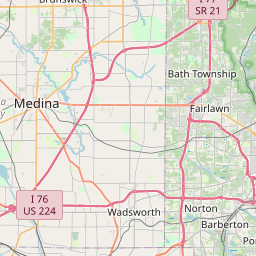 Brunswick
I 77
SR 21
Bath Township
Medina
Fairlawn
I 76
US 224
Wadsworth
Norton
Barberton